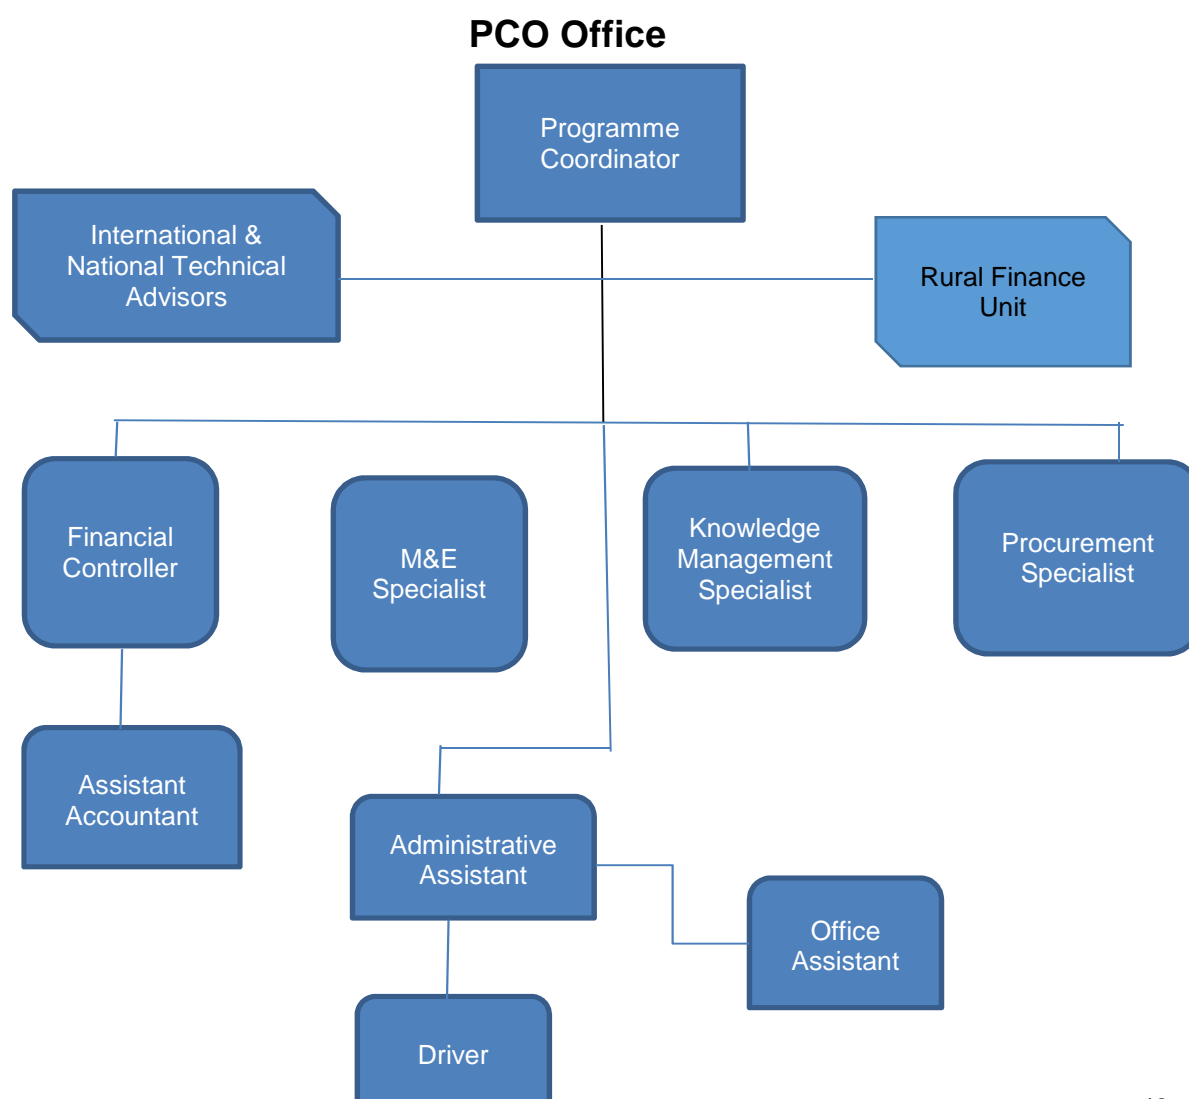 PCO Office
Programme
Coordinator
International &
National Technical
Advisors
Rural Finance
Unit
Financial
Controller
M&E
Specialist
Knowledge
Management
Specialist
Procurement
Specialist
Assistant
Accountant
Administrative
Assistant
Office
Assistant
Driver